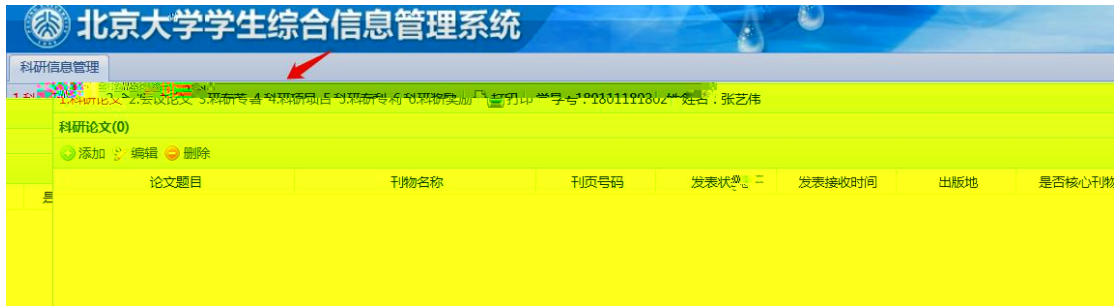 北京大学学生综合信息管理系统
科研信息管理
1.科研论文 2.会议论文 3.科研专著 4.科研项目 5.科研专利 6.科研奖励 打印 学号：1801110302 姓名：张艺伟
科研论文(0)
添加 编辑 删除
论文题目 刊物名称 刊页号码 发表状 发表接收时间 出版地 是否核心刊物